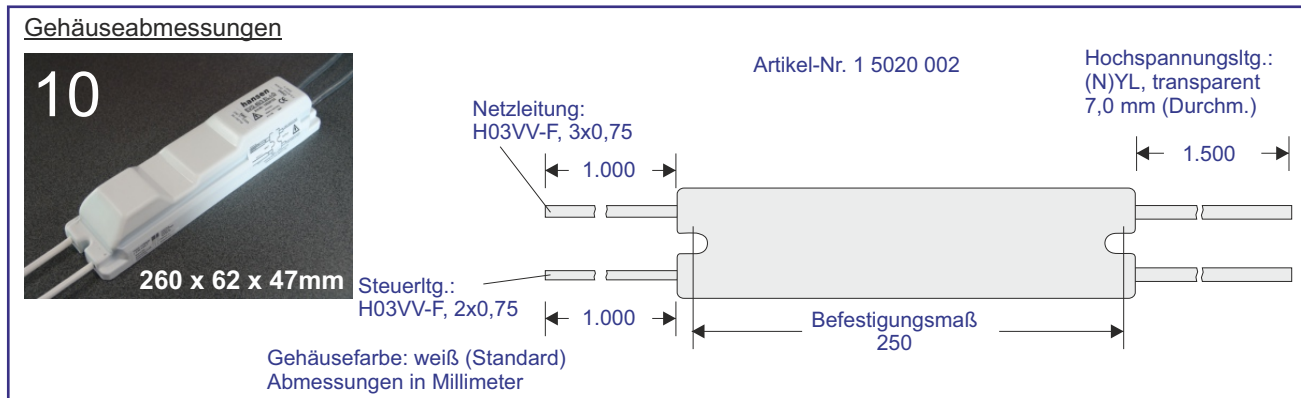 Gehäuseabmessungen
10
hansen
260 x 62 x 47mm
Artikel-Nr. 1 5020 002
Hochspannungsltg.:
(N)YL, transparent
7,0 mm (Durchm.)
Netzleitung:
H03VV-F, 3x0,75
1.000
1.500
Steuerltg.:
H03VV-F, 2x0,75
1.000
Befestigungsmaß
250
Gehäusefarbe: weiß (Standard)
Abmessungen in Millimeter